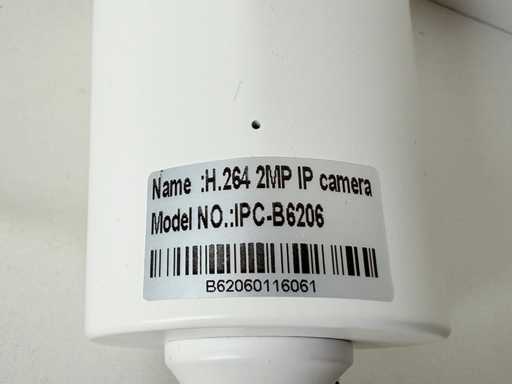 Name :H.264 2MP IP camera
Model NO.:IPC-B6206
B62060116061